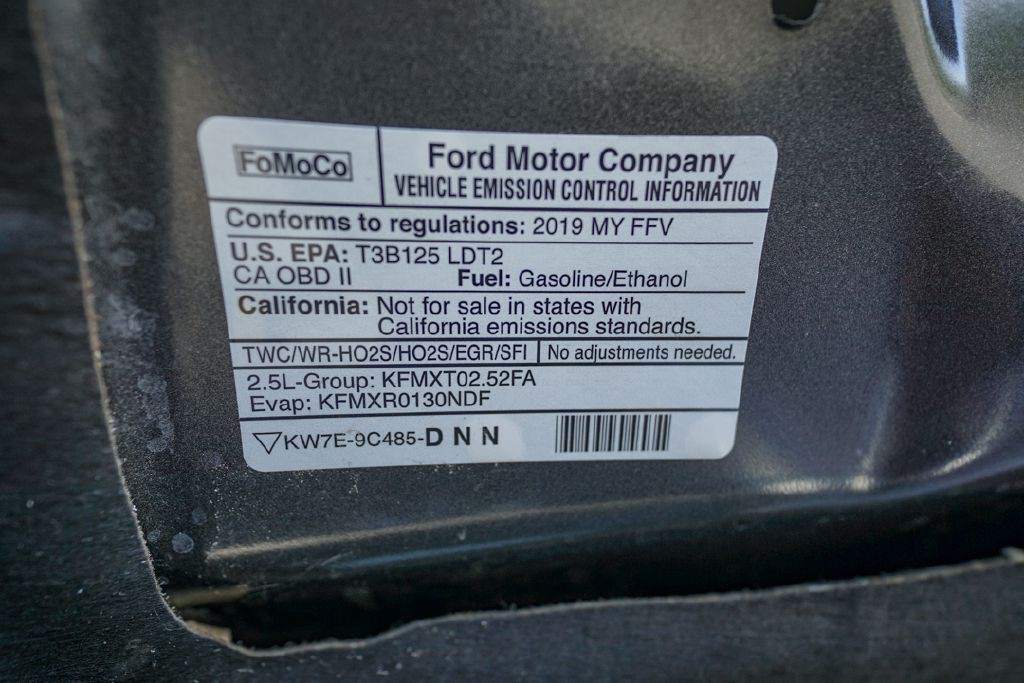 FoMoCo
Ford Motor Company
VEHICLE EMISSION CONTROL INFORMATION
Conforms to regulations: 2019 MY FFV
U.S. EPA: T3B125 LDT2
CA OBD II Fuel: Gasoline/Ethanol
California: Not for sale in states with
California emissions standards.
TWC/WR-HO2S/HO2S/EGR/SFI No adjustments needed.
2.5L-Group: KFMXT02.52FA
Evap: KFMXR0130NDF
KW7E-9C485-DNN